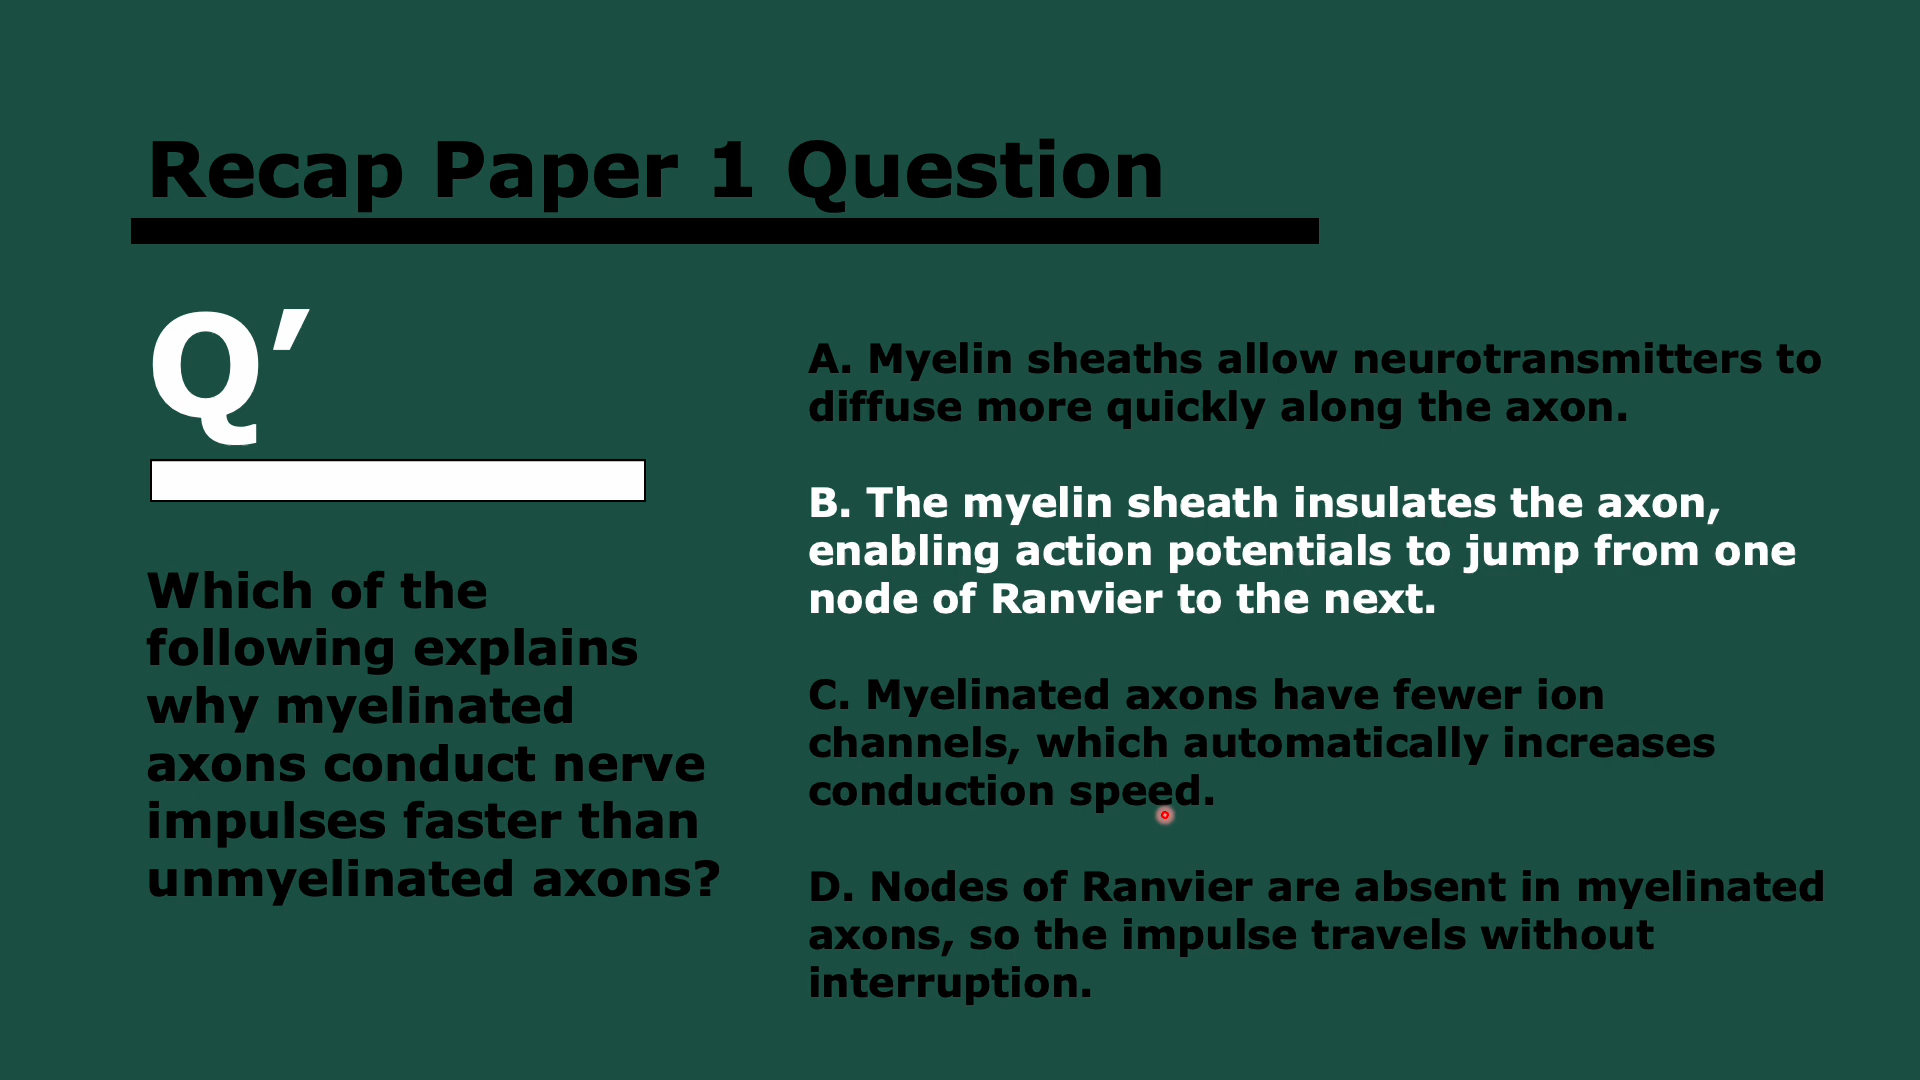 Recap Paper 1 Question
Q’
Which of the
following explains
why myelinated
axons conduct nerve
impulses faster than
unmyelinated axons?
A. Myelin sheaths allow neurotransmitters to
diffuse more quickly along the axon.
B. The myelin sheath insulates the axon,
enabling action potentials to jump from one
node of Ranvier to the next.
C. Myelinated axons have fewer ion
channels, which automatically increases
conduction speed.
D. Nodes of Ranvier are absent in myelinated
axons, so the impulse travels without
interruption.